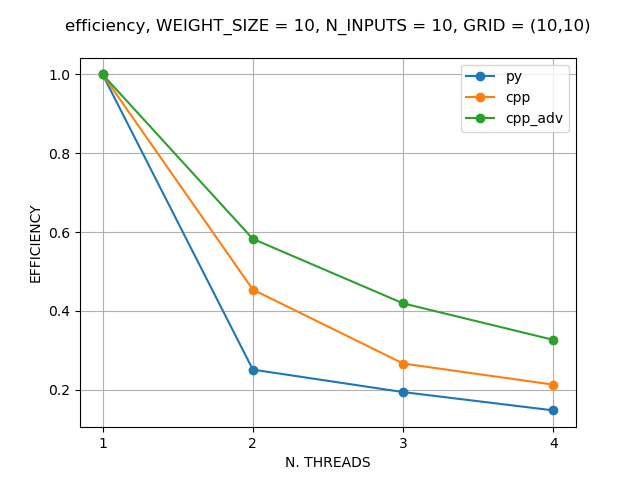 efficiency, WEIGHT_SIZE = 10, N_INPUTS = 10, GRID = (10,10)
py
cpp
cpp_adv
EFFICIENCY
1.0
0.8
0.6
0.4
0.2
1 2 3 4
N. THREADS